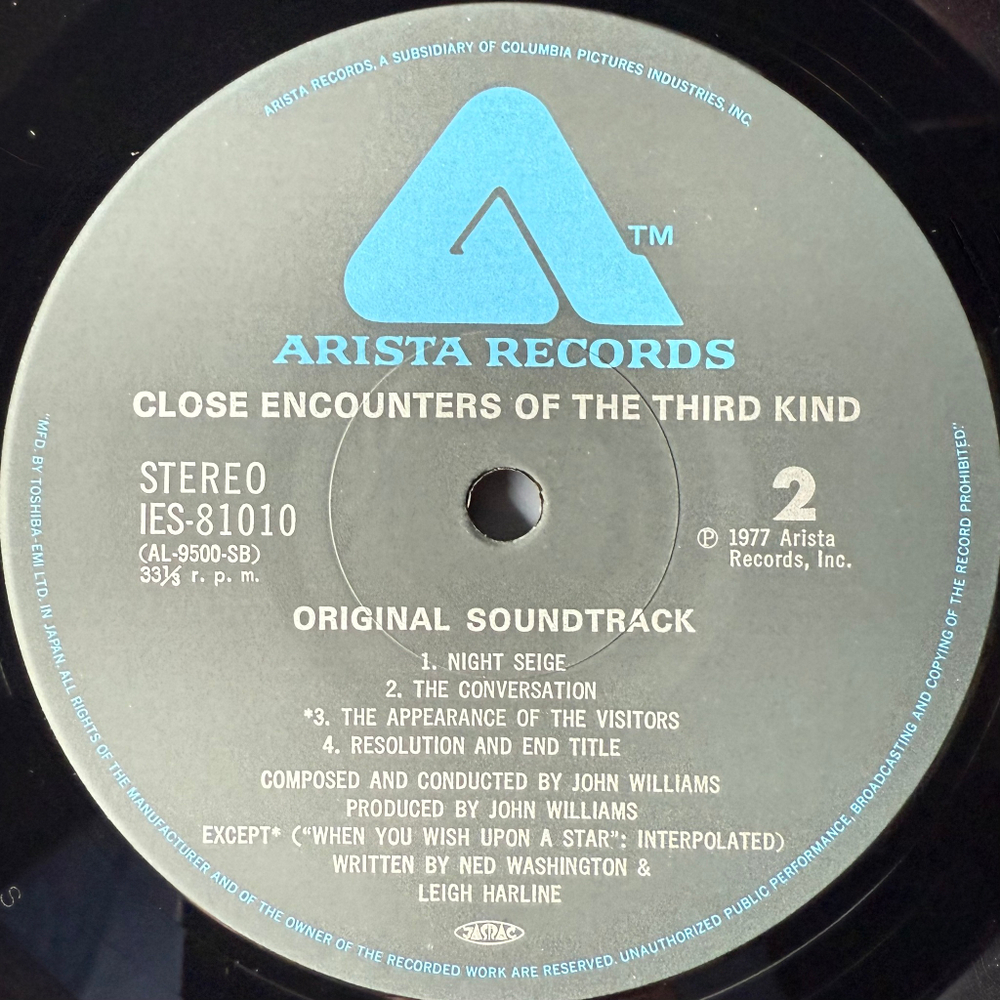 ARISTA RECORDS, A SUBSIDIARY OF COLUMBIA PICTURES INDUSTRIES, INC.
TM
ARISTA RECORDS
CLOSE ENCOUNTERS OF THE THIRD KIND
STEREO
IES-81010
(AL-9500-SB)
33⅓ r. p. m.
2
℗ 1977 Arista
Records, Inc.
ORIGINAL SOUNDTRACK
1. NIGHT SEIGE
2. THE CONVERSATION
*3. THE APPEARANCE OF THE VISITORS
4. RESOLUTION AND END TITLE
COMPOSED AND CONDUCTED BY JOHN WILLIAMS
PRODUCED BY JOHN WILLIAMS
EXCEPT* ("WHEN YOU WISH UPON A STAR": INTERPOLATED)
WRITTEN BY NED WASHINGTON &
LEIGH HARLINE
JASRAC
"MFD. BY TOSHIBA-EMI LTD. IN JAPAN. ALL RIGHTS OF THE MANUFACTURER AND OF THE OWNER OF THE RECORDED WORK ARE RESERVED. UNAUTHORIZED PUBLIC PERFORMANCE, BROADCASTING AND COPYING OF THE RECORD PROHIBITED."
S